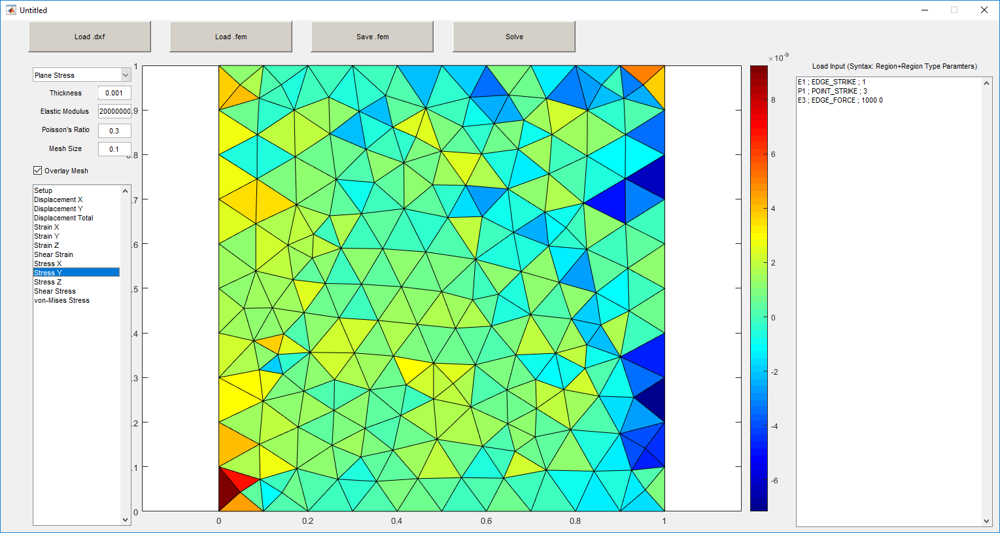 Untitled
Load .dxf
Load .fem
Save .fem
Solve
Plane Stress
Thickness 0.001
Elastic Modulus 20000000
Poisson's Ratio 0.3
Mesh Size 0.1
Overlay Mesh
Setup
Displacement X
Displacement Y
Displacement Total
Strain X
Strain Y
Strain Z
Shear Strain
Stress X
Stress Y
Stress Z
Shear Stress
von-Mises Stress
1
.9
0.8
.7
.6
.5
.4
.3
.2
.1
0
0 0.2 0.4 0.6 0.8 1
×10⁻⁹
8
6
4
2
0
-2
-4
-6
Load Input (Syntax: Region+Region Type Paramters)
E1 ; EDGE_STRIKE ; 1
P1 ; POINT_STRIKE ; 3
E3 ; EDGE_FORCE ; 1000 0